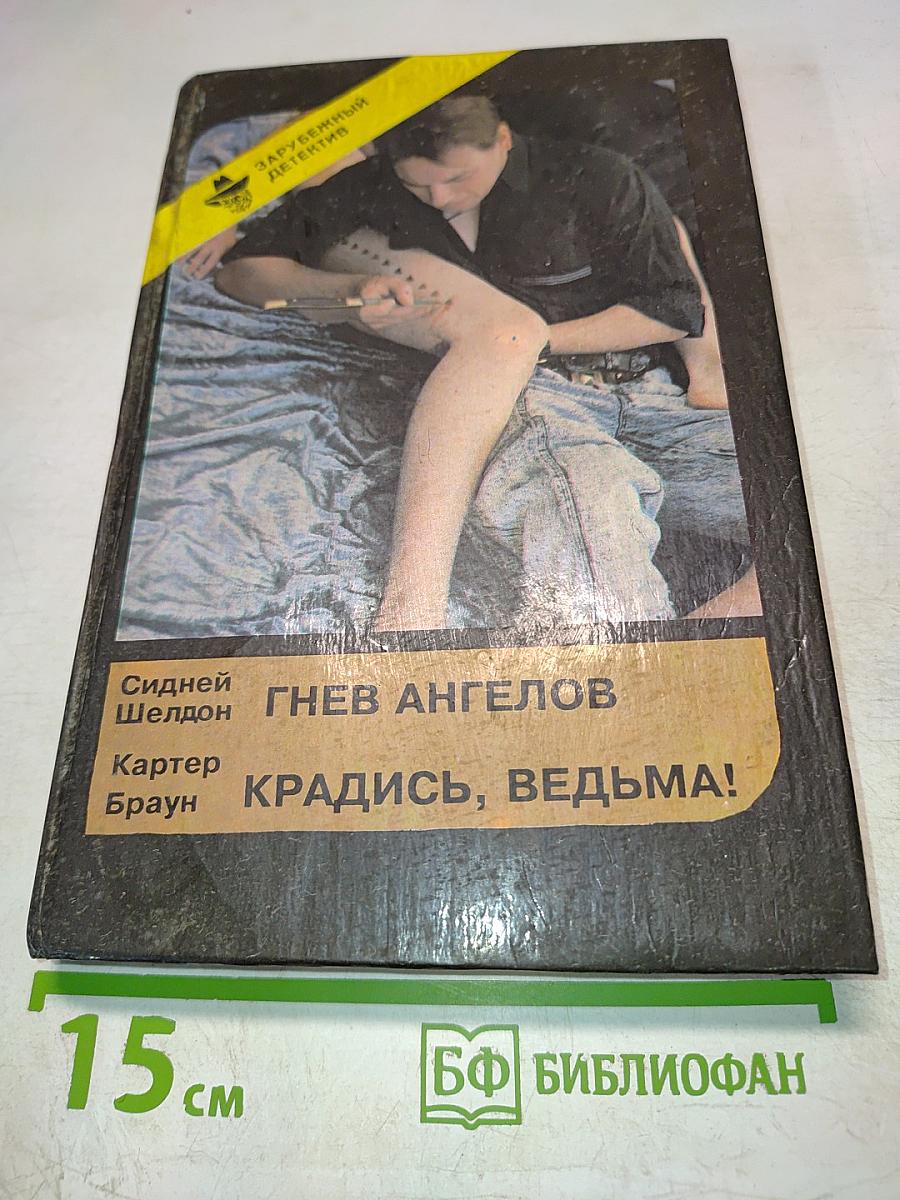 ЗАРУБЕЖНЫЙ
ДЕТЕКТИВ
Сидней
Шелдон
ГНЕВ АНГЕЛОВ
Картер
Браун
КРАДИСЬ, ВЕДЬМА!
15 см
БФ БИБЛИОФАН